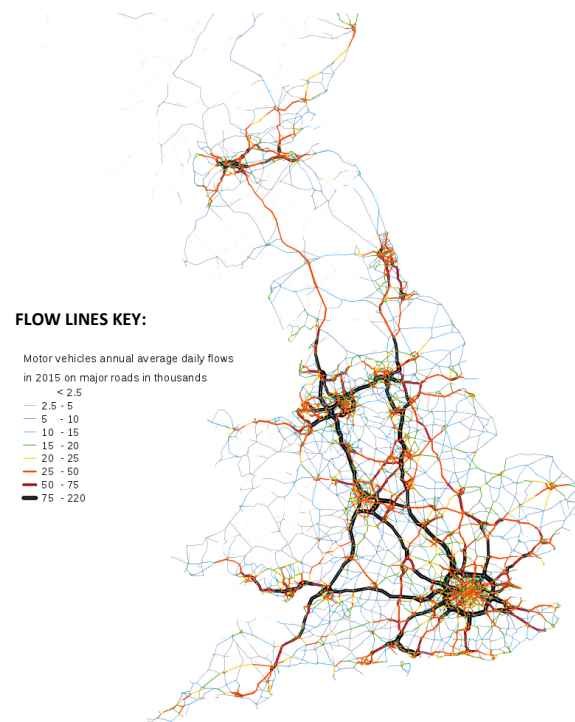 FLOW LINES KEY:
Motor vehicles annual average daily flows
in 2015 on major roads in thousands
< 2.5
2.5 - 5
5 - 10
10 - 15
15 - 20
20 - 25
25 - 50
50 - 75
75 - 220